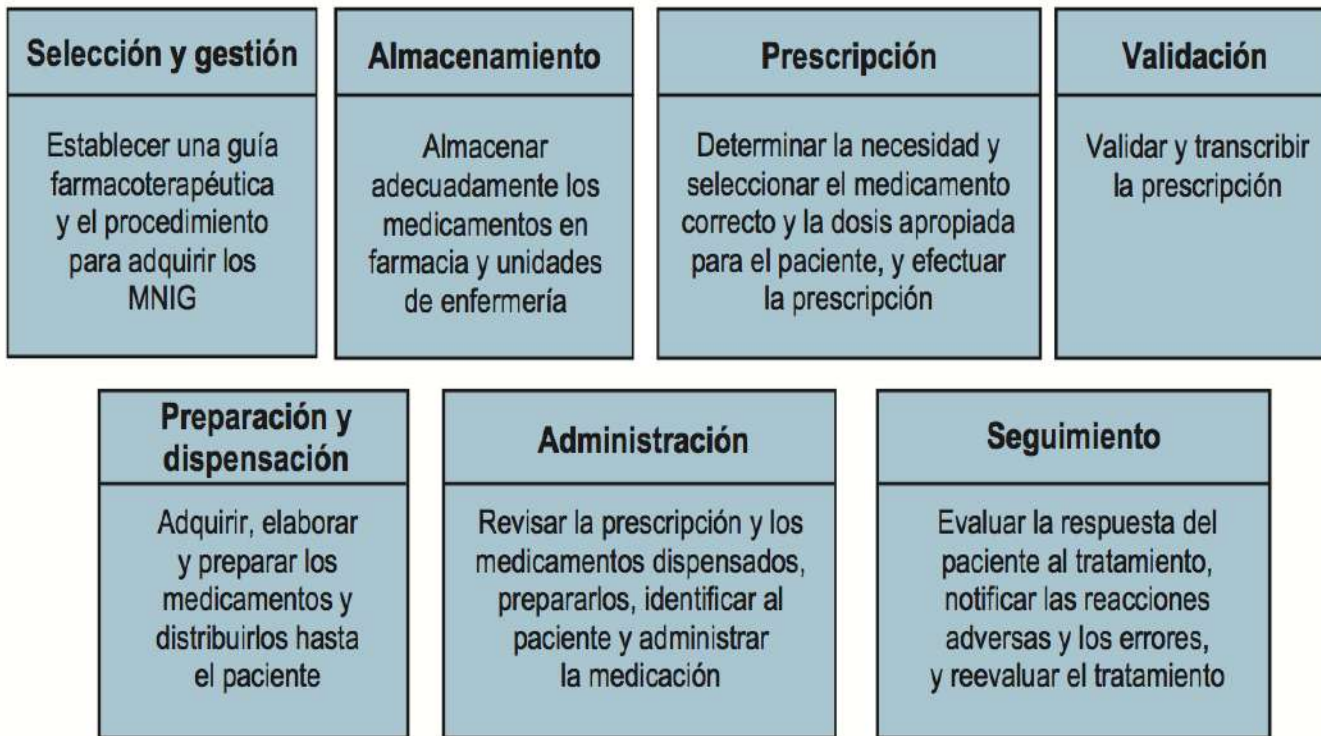 Selección y gestión
Establecer una guía
farmacoterapéutica
y el procedimiento
para adquirir los
MNIG
Almacenamiento
Almacenar
adecuadamente los
medicamentos en
farmacia y unidades
de enfermería
Prescripción
Determinar la necesidad y
seleccionar el medicamento
correcto y la dosis apropiada
para el paciente, y efectuar
la prescripción
Validación
Validar y transcribir
la prescripción
Preparación y
dispensación
Adquirir, elaborar
y preparar los
medicamentos y
distribuirlos hasta
el paciente
Administración
Revisar la prescripción y los
medicamentos dispensados,
prepararlos, identificar al
paciente y administrar
la medicación
Seguimiento
Evaluar la respuesta del
paciente al tratamiento,
notificar las reacciones
adversas y los errores,
y reevaluar el tratamiento